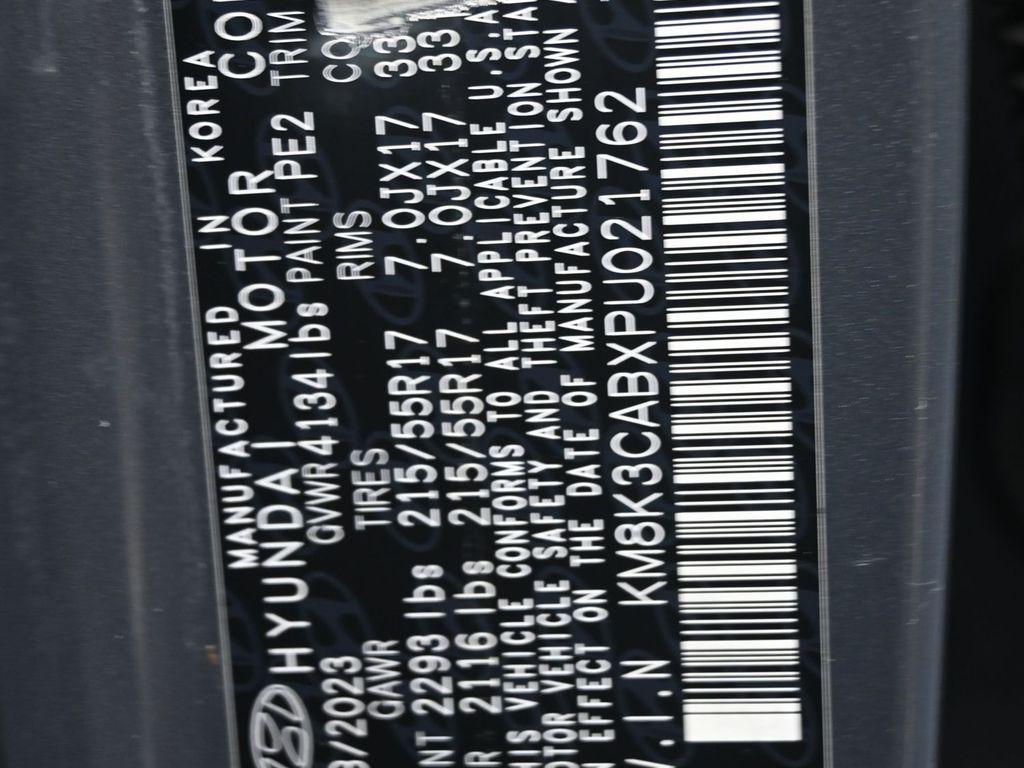 MANUFACTURED IN KOREA
HYUNDAI MOTOR CO
3/2023 GVWR 4134 lbs PAINT PE2 TRIM
GAWR TIRES RIMS CO
NT 2293 lbs 215/55R17 7.0JX17 33
R 2116 lbs 215/55R17 7.0JX17 33
HIS VEHICLE CONFORMS TO ALL APPLICABLE U.S.A
OTOR VEHICLE SAFETY AND THEFT PREVENTION STA
N EFFECT ON THE DATE OF MANUFACTURE SHOWN A
V.I.N KM8K3CABXPU021762